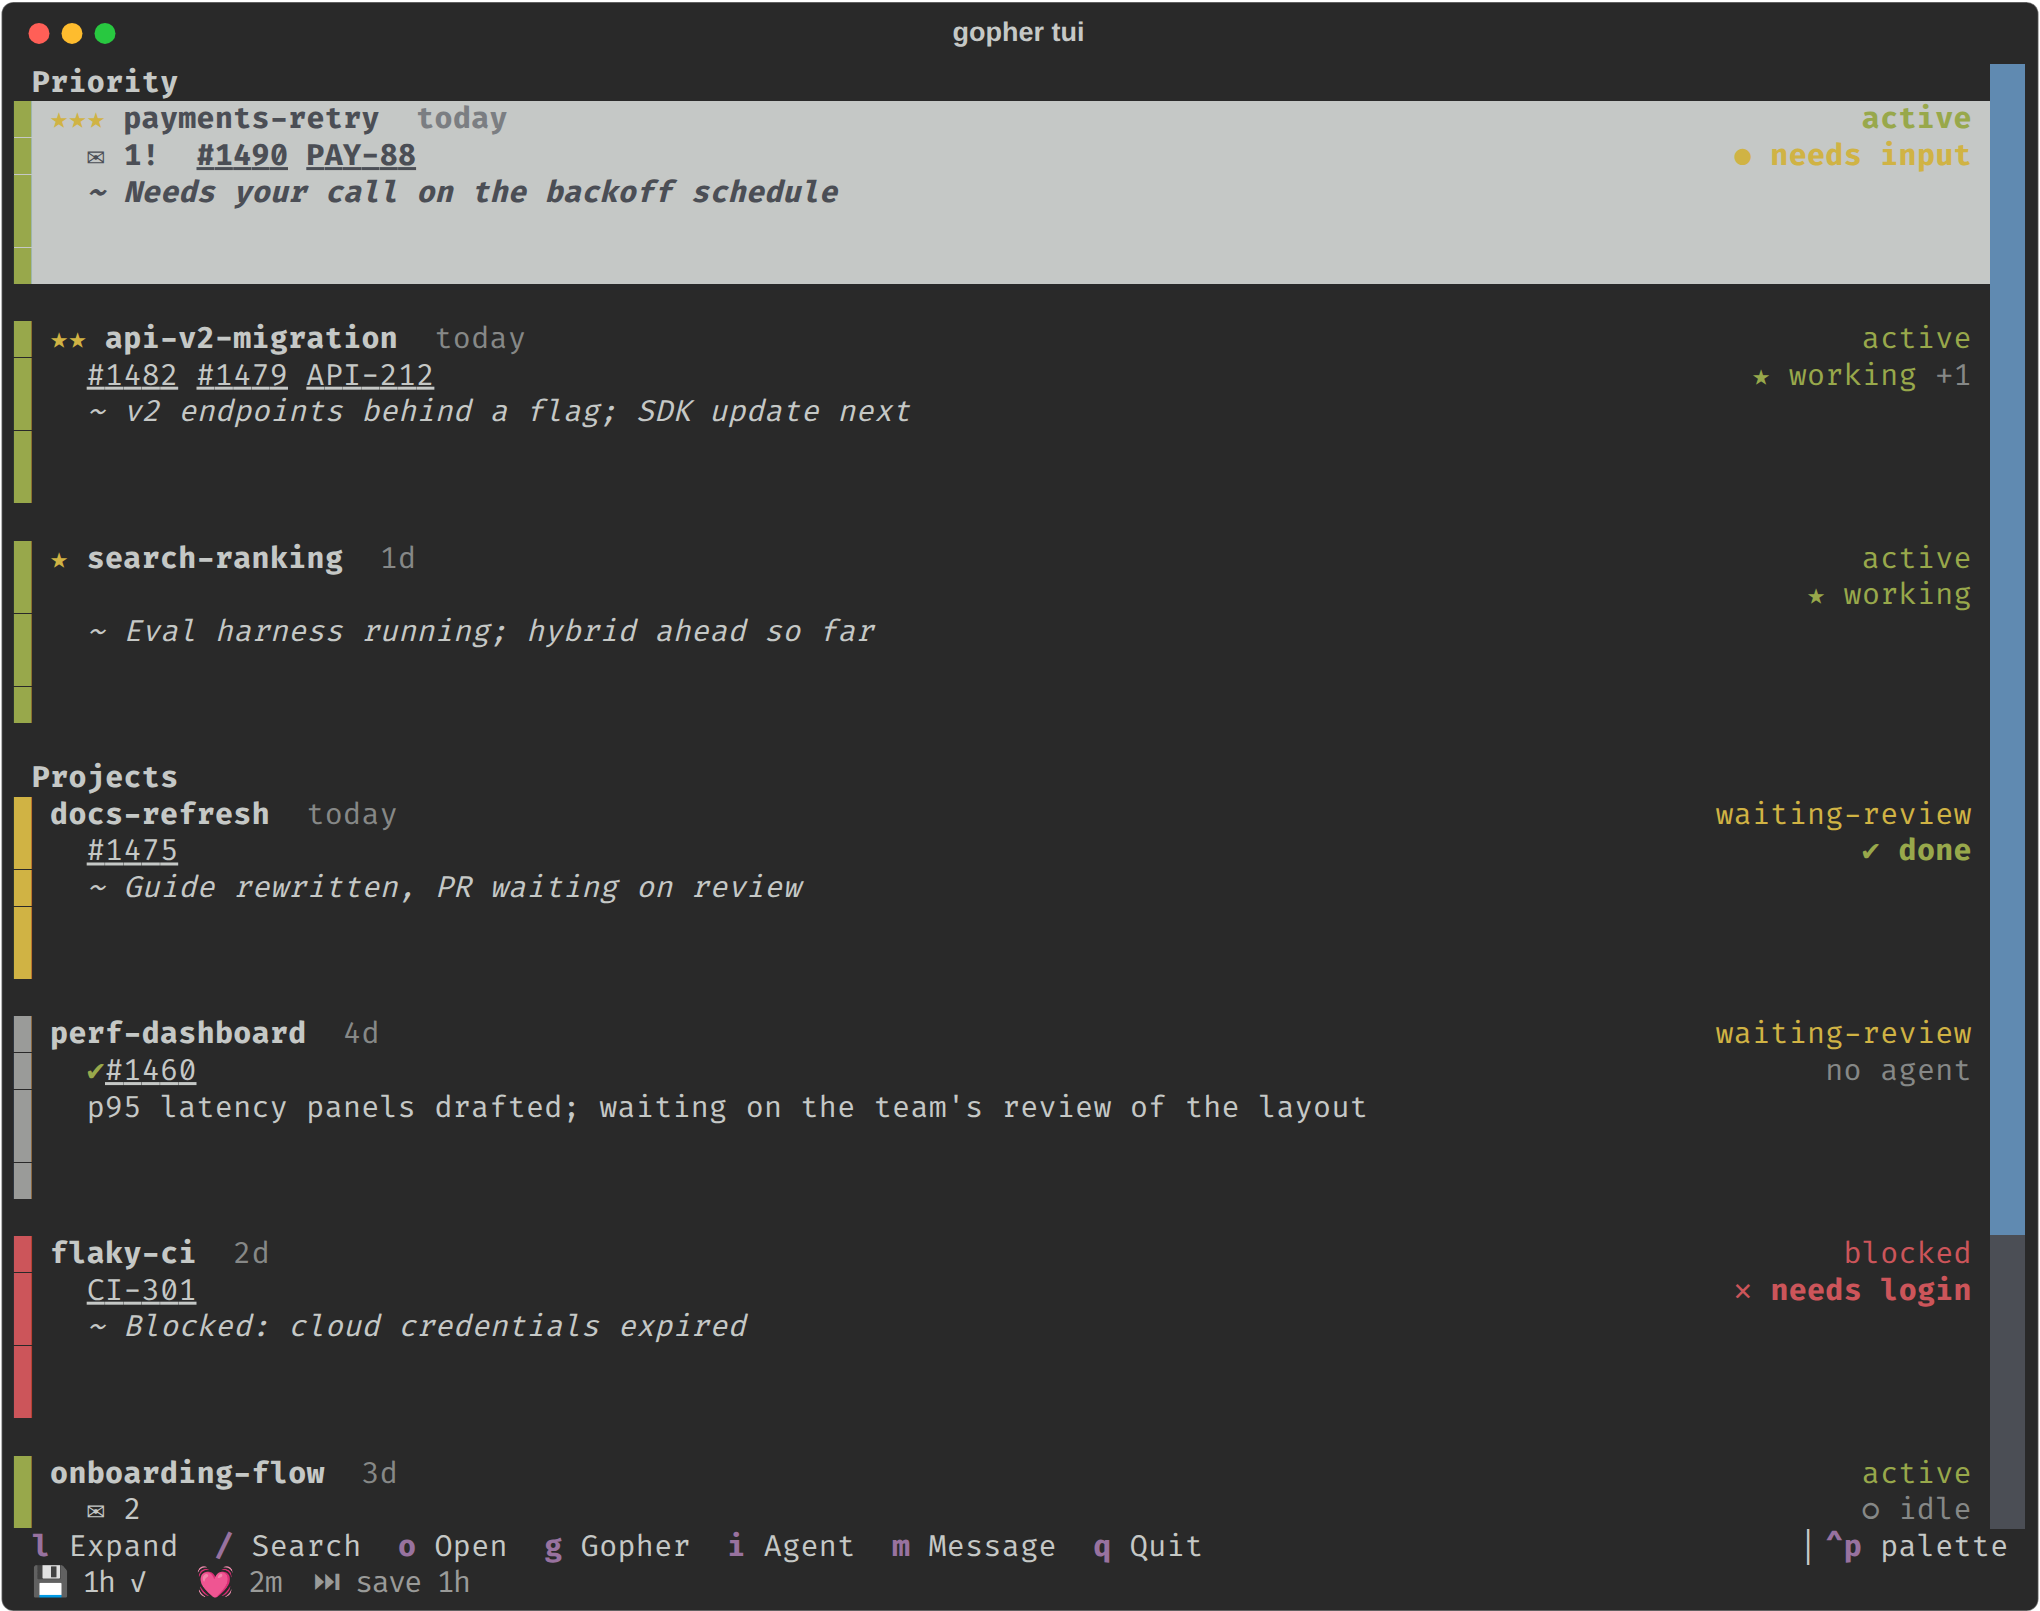 gopher tui
Priority
★★★ payments-retry  today  active
✉ 1!  #1490 PAY-88  ● needs input
~ Needs your call on the backoff schedule
★★ api-v2-migration  today  active
#1482 #1479 API-212  ★ working +1
~ v2 endpoints behind a flag; SDK update next
★ search-ranking  1d  active
★ working
~ Eval harness running; hybrid ahead so far
Projects
docs-refresh  today  waiting-review
#1475  ✔ done
~ Guide rewritten, PR waiting on review
perf-dashboard  4d  waiting-review
✔#1460  no agent
p95 latency panels drafted; waiting on the team's review of the layout
flaky-ci  2d  blocked
CI-301  ✕ needs login
~ Blocked: cloud credentials expired
onboarding-flow  3d  active
✉ 2  ○ idle
l Expand  / Search  o Open  g Gopher  i Agent  m Message  q Quit  │^p palette
💾 1h √  💓 2m  ⏭ save 1h